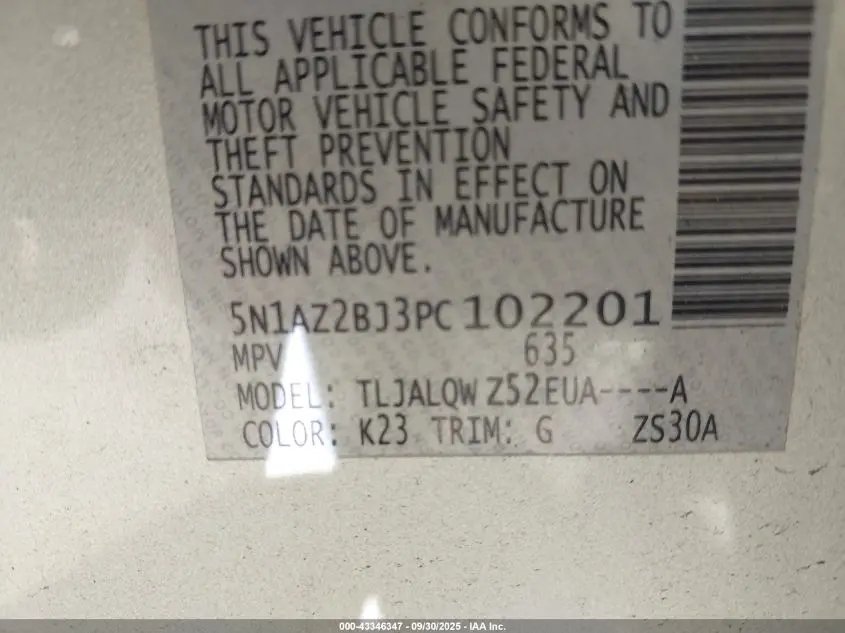 THIS VEHICLE CONFORMS TO
ALL APPLICABLE FEDERAL
MOTOR VEHICLE SAFETY AND
THEFT PREVENTION
STANDARDS IN EFFECT ON
THE DATE OF MANUFACTURE
SHOWN ABOVE.
5N1AZ2BJ3PC102201
MPV 635
MODEL: TLJALQWZ52EUA----A
COLOR: K23 TRIM: G ZS30A
000-43346347 - 09/30/2025 - IAA Inc.